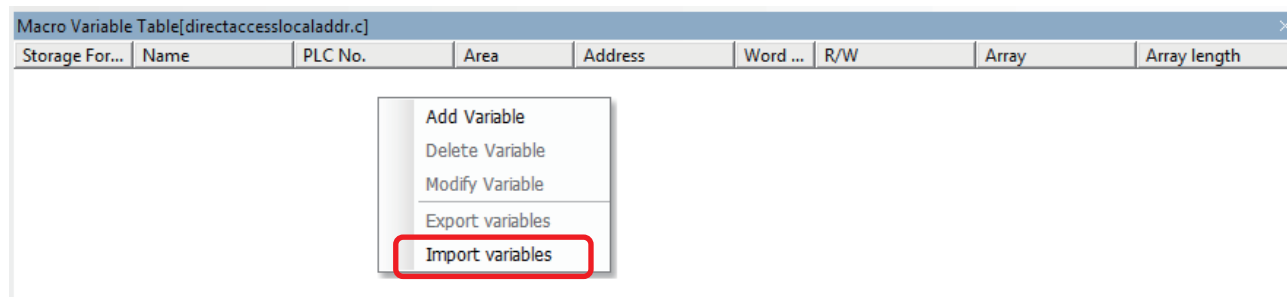 Macro Variable Table[directaccesslocaladdr.c]
Storage For... Name PLC No. Area Address Word ... R/W Array Array length
Add Variable
Delete Variable
Modify Variable
Export variables
Import variables